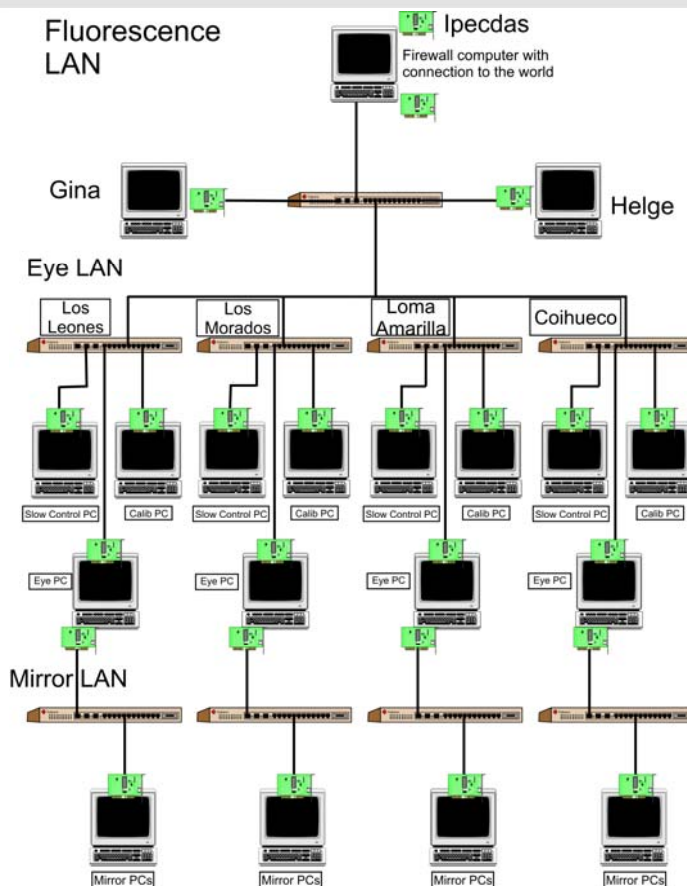 Fluorescence
LAN
Ipecdas
Firewall computer with
connection to the world
Gina
Helge
Eye LAN
Los
Leones
Los
Morados
Loma
Amarilla
Coihueco
Slow Control PC
Calib PC
Slow Control PC
Calib PC
Slow Control PC
Calib PC
Slow Control PC
Calib PC
Eye PC
Eye PC
Eye PC
Eye PC
Mirror LAN
Mirror PCs
Mirror PCs
Mirror PCs
Mirror PCs